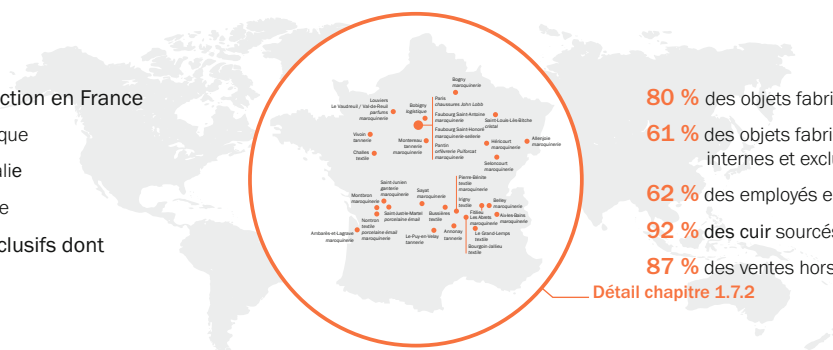 ction en France
que
alie
e
clusifs dont
Bogny
maroquinerie
Louviers
Le Vaudreuil / Val-de-Reuil
parfums
maroquinerie
Bobigny
logistique
Paris
chaussures John Lobb
Faubourg Saint-Antoine
maroquinerie
Faubourg Saint-Honoré
maroquinerie-sellerie
Pantin
orfèvrerie Puiforcat
maroquinerie
Saint-Louis-Lès-Bitche
cristal
Vivoin
tannerie
Montereau
tannerie
maroquinerie
Héricourt
maroquinerie
Allenjoie
maroquinerie
Challes
textile
Seloncourt
maroquinerie
Pierre-Bénite
textile
maroquinerie
Saint-Junien
ganterie
maroquinerie
Montbron
maroquinerie
Sayat
maroquinerie
Irigny
textile
Belley
maroquinerie
Saint-Just-le-Martel
porcelaine émail
Nontron
textile
porcelaine émail
maroquinerie
Bussières
textile
Fitilieu
Les Abrets
maroquinerie
Aix-les-Bains
maroquinerie
Ambarès-et-Lagrave
maroquinerie
Le-Puy-en-Velay
tannerie
Annonay
tannerie
Le Grand-Lemps
textile
Bourgoin-Jallieu
textile
80 % des objets fabri
61 % des objets fabri
internes et exclu
62 % des employés e
92 % des cuir sourcés
87 % des ventes hors
Détail chapitre 1.7.2